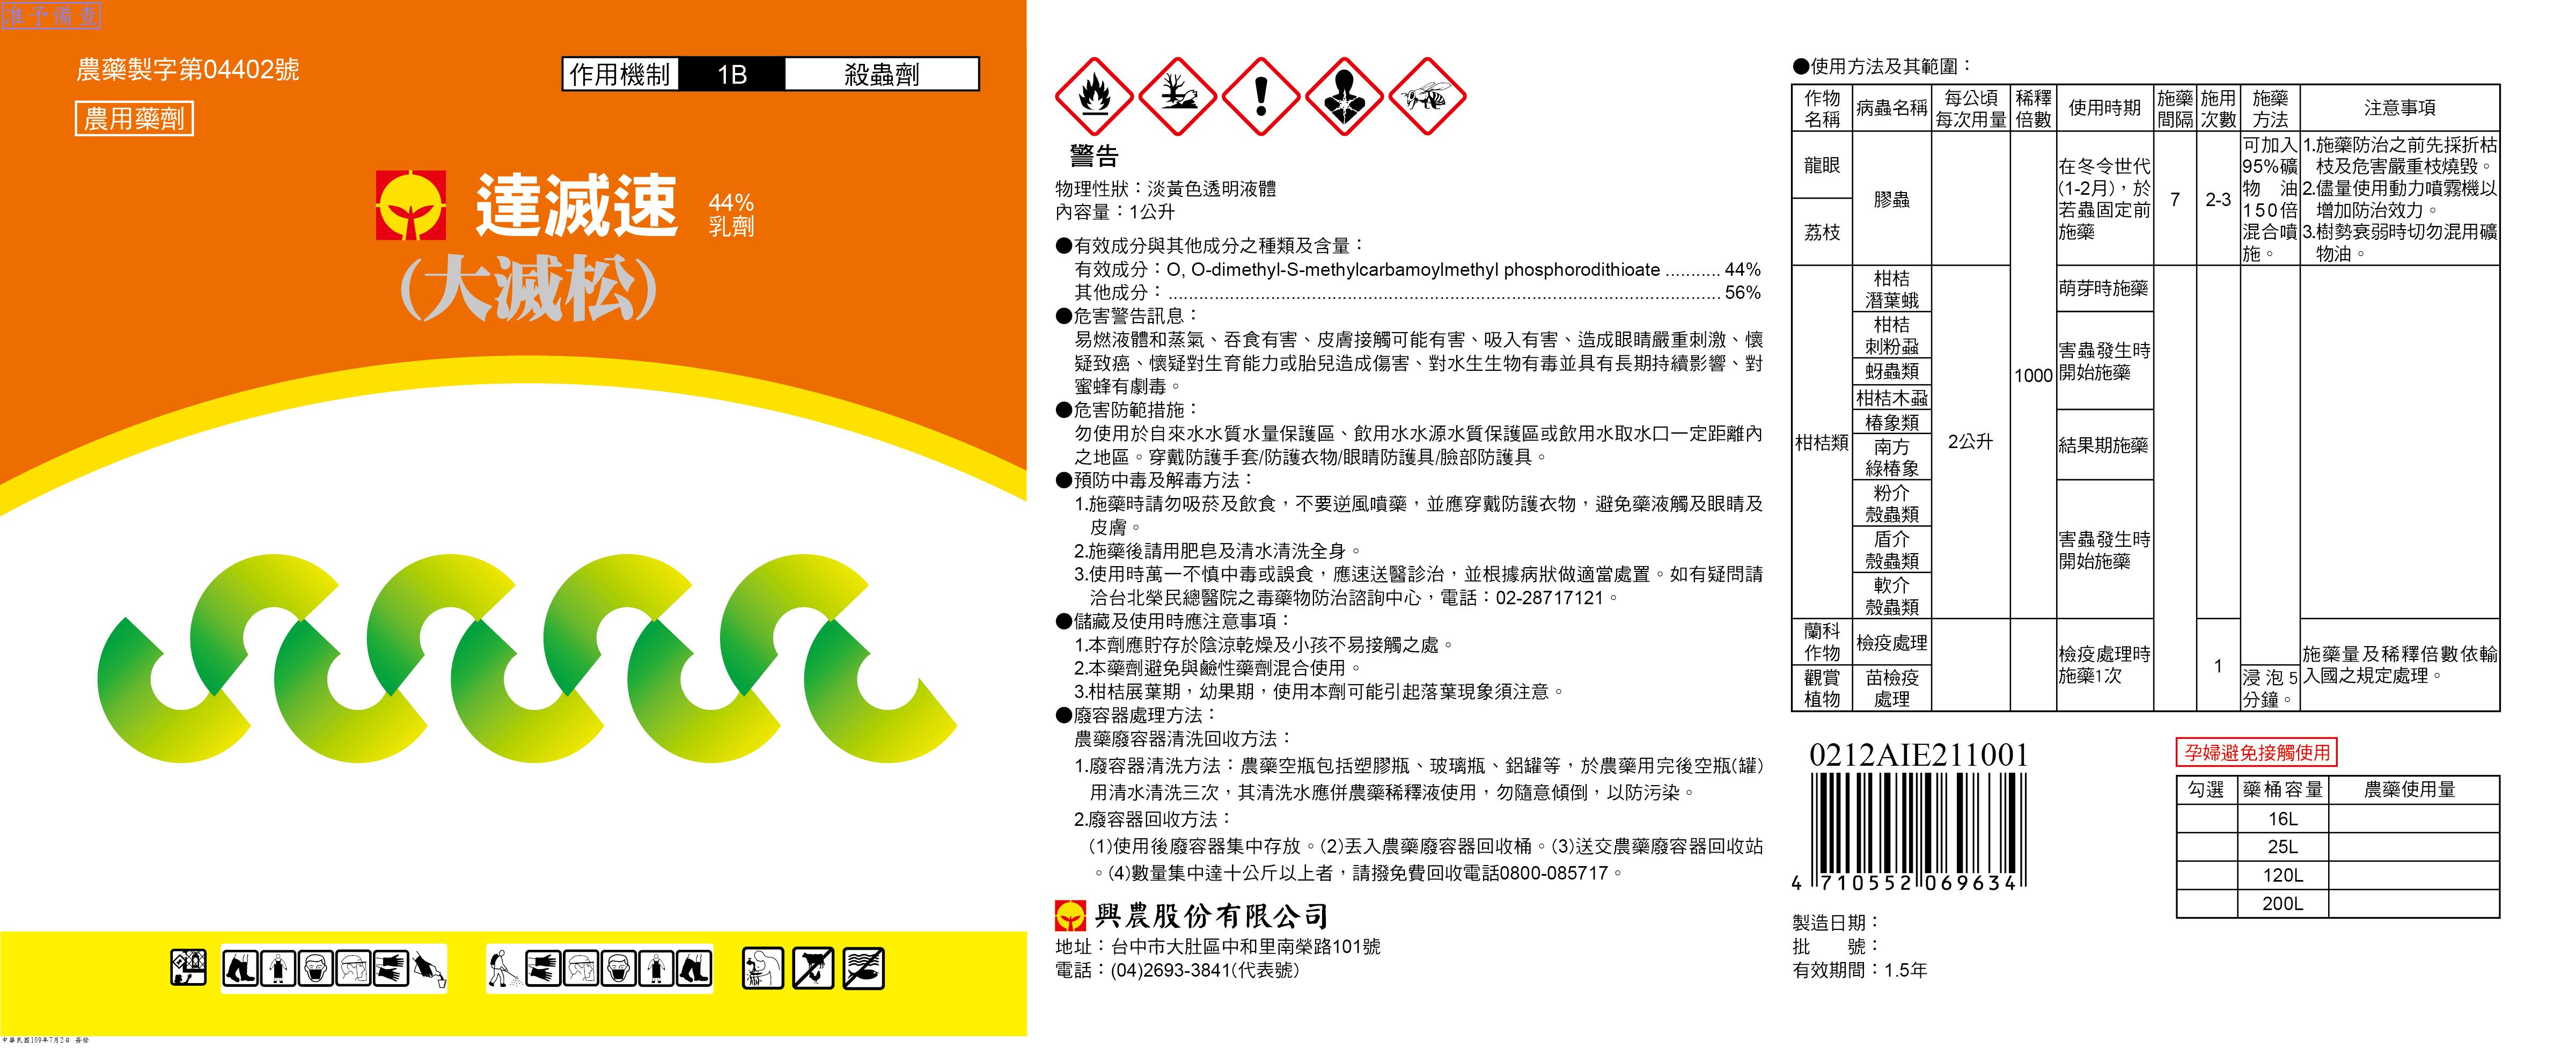 准予備查
農藥製字第04402號
農用藥劑
作用機制 1B 殺蟲劑
達滅速 44% 乳劑
(大滅松)
中華民國109年7月2日 簽發
警告
物理性狀：淡黃色透明液體
內容量：1公升
●有效成分與其他成分之種類及含量：
有效成分：O, O-dimethyl-S-methylcarbamoylmethyl phosphorodithioate ........... 44%
其他成分：............................................................................................................. 56%
●危害警告訊息：
易燃液體和蒸氣、吞食有害、皮膚接觸可能有害、吸入有害、造成眼睛嚴重刺激、懷
疑致癌、懷疑對生育能力或胎兒造成傷害、對水生生物有毒並具有長期持續影響、對
蜜蜂有劇毒。
●危害防範措施：
勿使用於自來水水質水量保護區、飲用水水源水質保護區或飲用水取水口一定距離內
之地區。穿戴防護手套/防護衣物/眼睛防護具/臉部防護具。
●預防中毒及解毒方法：
1.施藥時請勿吸菸及飲食，不要逆風噴藥，並應穿戴防護衣物，避免藥液觸及眼睛及
皮膚。
2.施藥後請用肥皂及清水清洗全身。
3.使用時萬一不慎中毒或誤食，應速送醫診治，並根據病狀做適當處置。如有疑問請
洽台北榮民總醫院之毒藥物防治諮詢中心，電話：02-28717121。
●儲藏及使用時應注意事項：
1.本劑應貯存於陰涼乾燥及小孩不易接觸之處。
2.本藥劑避免與鹼性藥劑混合使用。
3.柑桔展葉期，幼果期，使用本劑可能引起落葉現象須注意。
●廢容器處理方法：
農藥廢容器清洗回收方法：
1.廢容器清洗方法：農藥空瓶包括塑膠瓶、玻璃瓶、鋁罐等，於農藥用完後空瓶(罐)
用清水清洗三次，其清洗水應併農藥稀釋液使用，勿隨意傾倒，以防污染。
2.廢容器回收方法：
(1)使用後廢容器集中存放。(2)丟入農藥廢容器回收桶。(3)送交農藥廢容器回收站
。(4)數量集中達十公斤以上者，請撥免費回收電話0800-085717。
興農股份有限公司
地址：台中市大肚區中和里南榮路101號
電話：(04)2693-3841(代表號)
●使用方法及其範圍：
作物名稱 病蟲名稱 每公頃每次用量 稀釋倍數 使用時期 施藥間隔 施用次數 施藥方法 注意事項
龍眼
荔枝
膠蟲
在冬令世代
(1-2月)，於
若蟲固定前
施藥
7
2-3
可加入
95%礦
物油
150倍
混合噴
施。
1.施藥防治之前先採折枯
枝及危害嚴重枝燒毀。
2.儘量使用動力噴霧機以
增加防治效力。
3.樹勢衰弱時切勿混用礦
物油。
柑桔類
柑桔
潛葉蛾
萌芽時施藥
柑桔
刺粉蝨
蚜蟲類
柑桔木蝨
害蟲發生時
開始施藥
椿象類
南方
綠椿象
結果期施藥
粉介
殼蟲類
盾介
殼蟲類
軟介
殼蟲類
害蟲發生時
開始施藥
2公升
1000
蘭科
作物
檢疫處理
觀賞
植物
苗檢疫
處理
檢疫處理時
施藥1次
1
浸泡5
分鐘。
施藥量及稀釋倍數依輸
入國之規定處理。
0212AIE211001
4 710552 069634
製造日期：
批　　號：
有效期間：1.5年
孕婦避免接觸使用
勾選 藥桶容量 農藥使用量
16L
25L
120L
200L